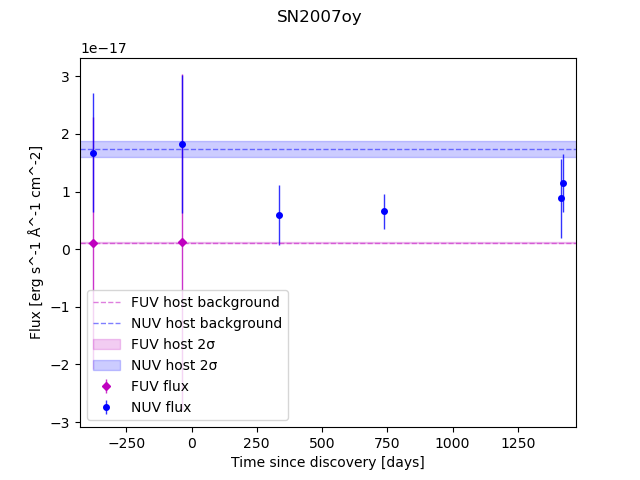 SN2007oy
1e−17
3
2
1
0
−1
−2
−3
Flux [erg s^-1 Å^-1 cm^-2]
FUV host background
NUV host background
FUV host 2σ
NUV host 2σ
FUV flux
NUV flux
−250 0 250 500 750 1000 1250
Time since discovery [days]